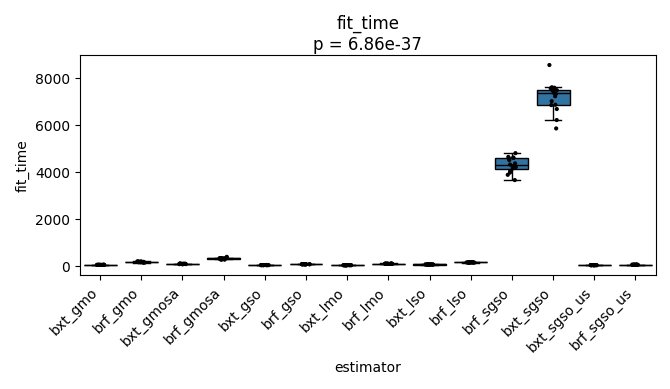 fit_time
p = 6.86e-37
8000
6000
4000
2000
0
fit_time
bxt_gmo
brf_gmo
bxt_gmosa
brf_gmosa
bxt_gso
brf_gso
bxt_lmo
brf_lmo
bxt_lso
brf_lso
brf_sgso
bxt_sgso
bxt_sgso_us
brf_sgso_us
estimator